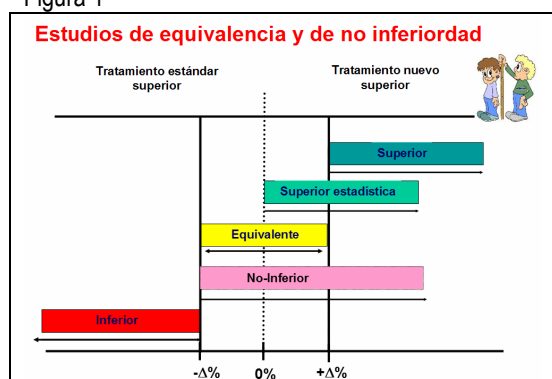 Figura 1
Estudios de equivalencia y de no inferiordad
Tratamiento estándar
superior
Tratamiento nuevo
superior
Superior
Superior estadística
Equivalente
No-Inferior
Inferior
-Δ%
0%
+Δ%